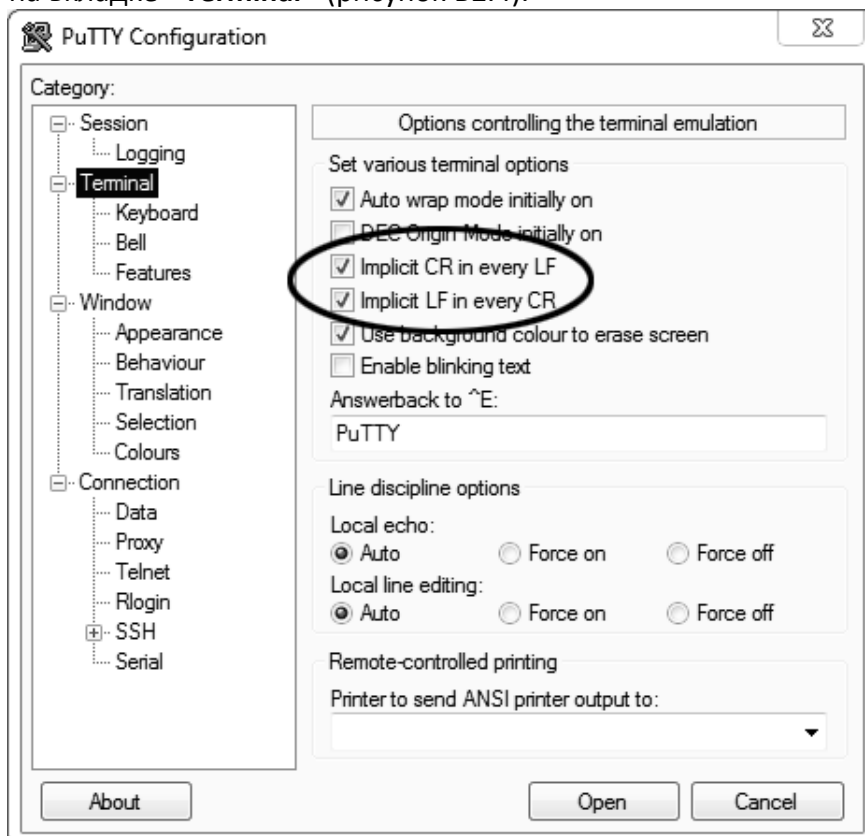 на вкладке "Terminal" (рисунок
PuTTY Configuration
Category:
Session
Logging
Terminal
Keyboard
Bell
Features
Window
Appearance
Behaviour
Translation
Selection
Colours
Connection
Data
Proxy
Telnet
Rlogin
SSH
Serial
Options controlling the terminal emulation
Set various terminal options
Auto wrap mode initially on
DEC Origin Mode initially on
Implicit CR in every LF
Implicit LF in every CR
Use background colour to erase screen
Enable blinking text
Answerback to ^E:
PuTTY
Line discipline options
Local echo:
Auto Force on Force off
Local line editing:
Auto Force on Force off
Remote-controlled printing
Printer to send ANSI printer output to:
About Open Cancel